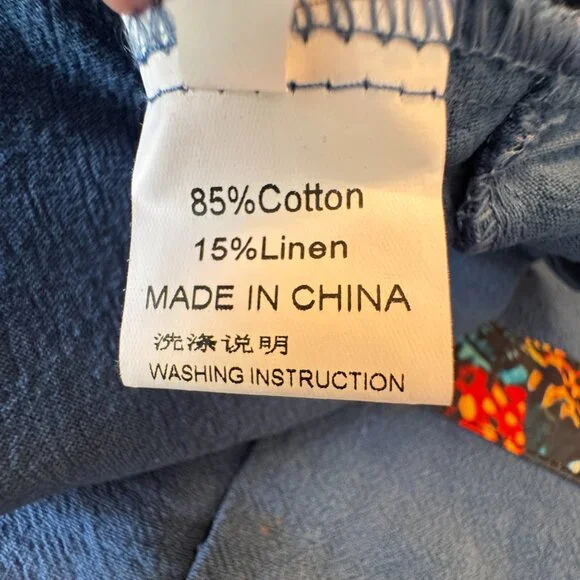 85%Cotton
15%Linen
MADE IN CHINA
洗涤说明
WASHING INSTRUCTION